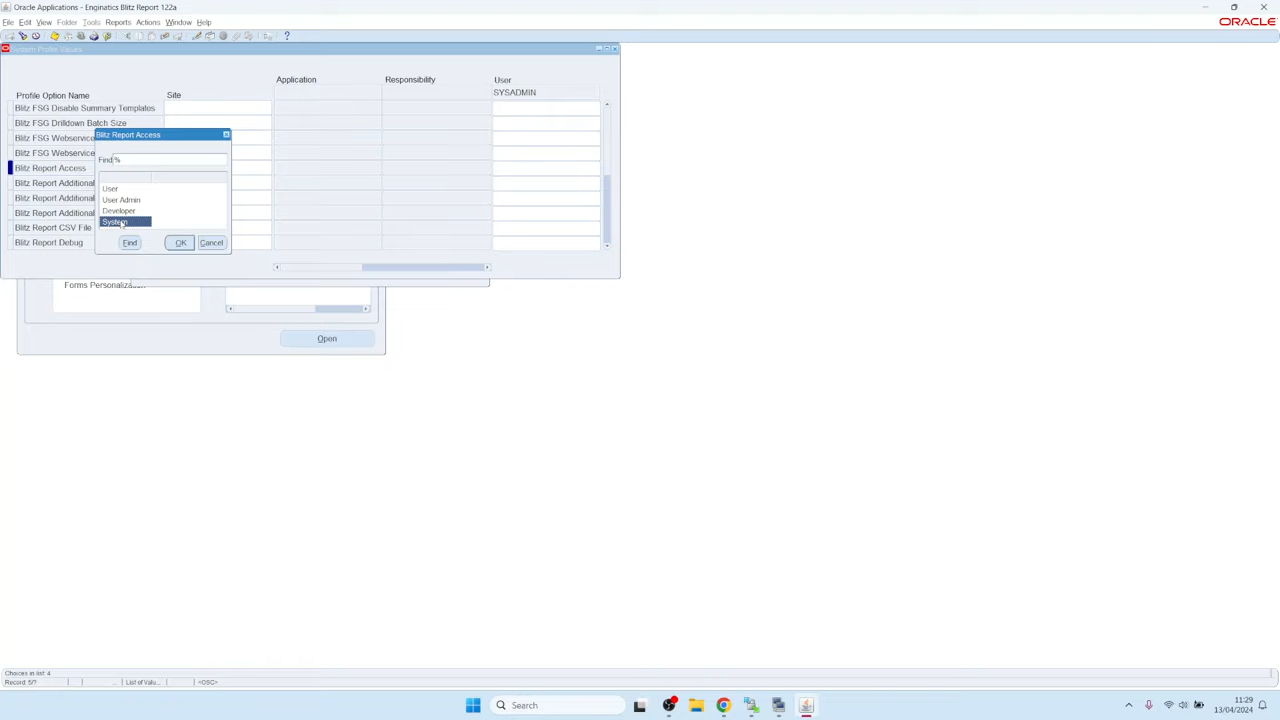 Oracle Applications - Enginatics Blitz Report 122a
File Edit View Folder Tools Reports Actions Window Help
ORACLE
System Profile Values
Application Responsibility User
Profile Option Name Site SYSADMIN
Blitz FSG Disable Summary Templates
Blitz FSG Drilldown Batch Size
Blitz FSG Webservice
Blitz FSG Webservice
Blitz Report Access
Blitz Report Additional
Blitz Report Additional
Blitz Report Additional
Blitz Report CSV File
Blitz Report Debug
Blitz Report Access
Find %
User
User Admin
Developer
System
Find OK Cancel
Forms Personalization
Open
Choices in list: 4
Record: 5/? ... List of Valu... <OSC>
Search
11:29
13/04/2024